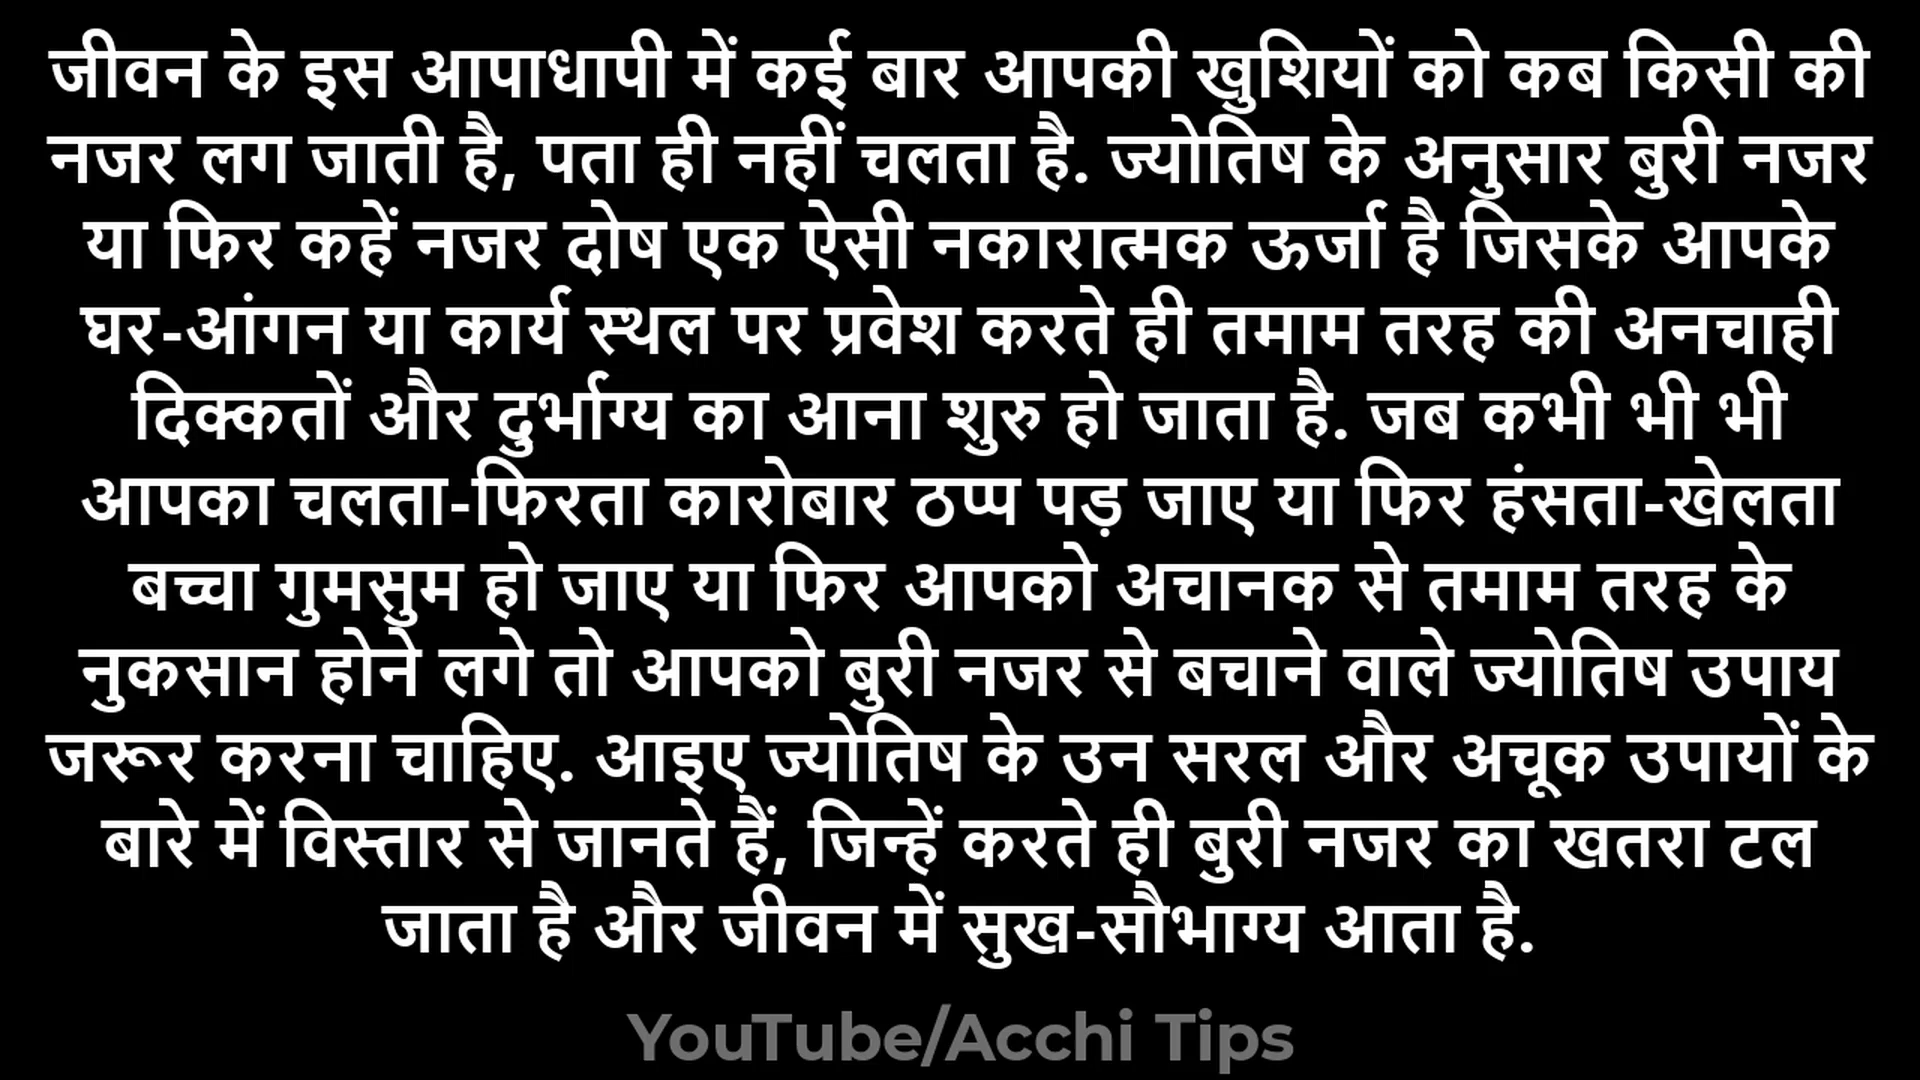 जीवन के इस आपाधापी में कई बार आपकी खुशियों को कब किसी की
नजर लग जाती है, पता ही नहीं चलता है. ज्योतिष के अनुसार बुरी नजर
या फिर कहें नजर दोष एक ऐसी नकारात्मक ऊर्जा है जिसके आपके
घर-आंगन या कार्य स्थल पर प्रवेश करते ही तमाम तरह की अनचाही
दिक्कतों और दुर्भाग्य का आना शुरु हो जाता है. जब कभी भी भी
आपका चलता-फिरता कारोबार ठप्प पड़ जाए या फिर हंसता-खेलता
बच्चा गुमसुम हो जाए या फिर आपको अचानक से तमाम तरह के
नुकसान होने लगे तो आपको बुरी नजर से बचाने वाले ज्योतिष उपाय
जरूर करना चाहिए. आइए ज्योतिष के उन सरल और अचूक उपायों के
बारे में विस्तार से जानते हैं, जिन्हें करते ही बुरी नजर का खतरा टल
जाता है और जीवन में सुख-सौभाग्य आता है.
YouTube/Acchi Tips